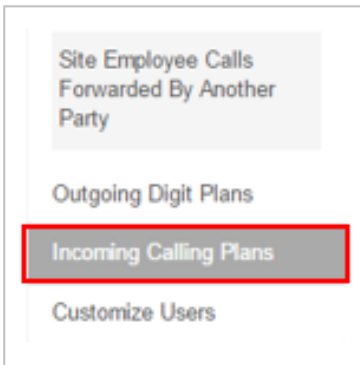 Site Employee Calls
Forwarded By Another
Party
Outgoing Digit Plans
Incoming Calling Plans
Customize Users